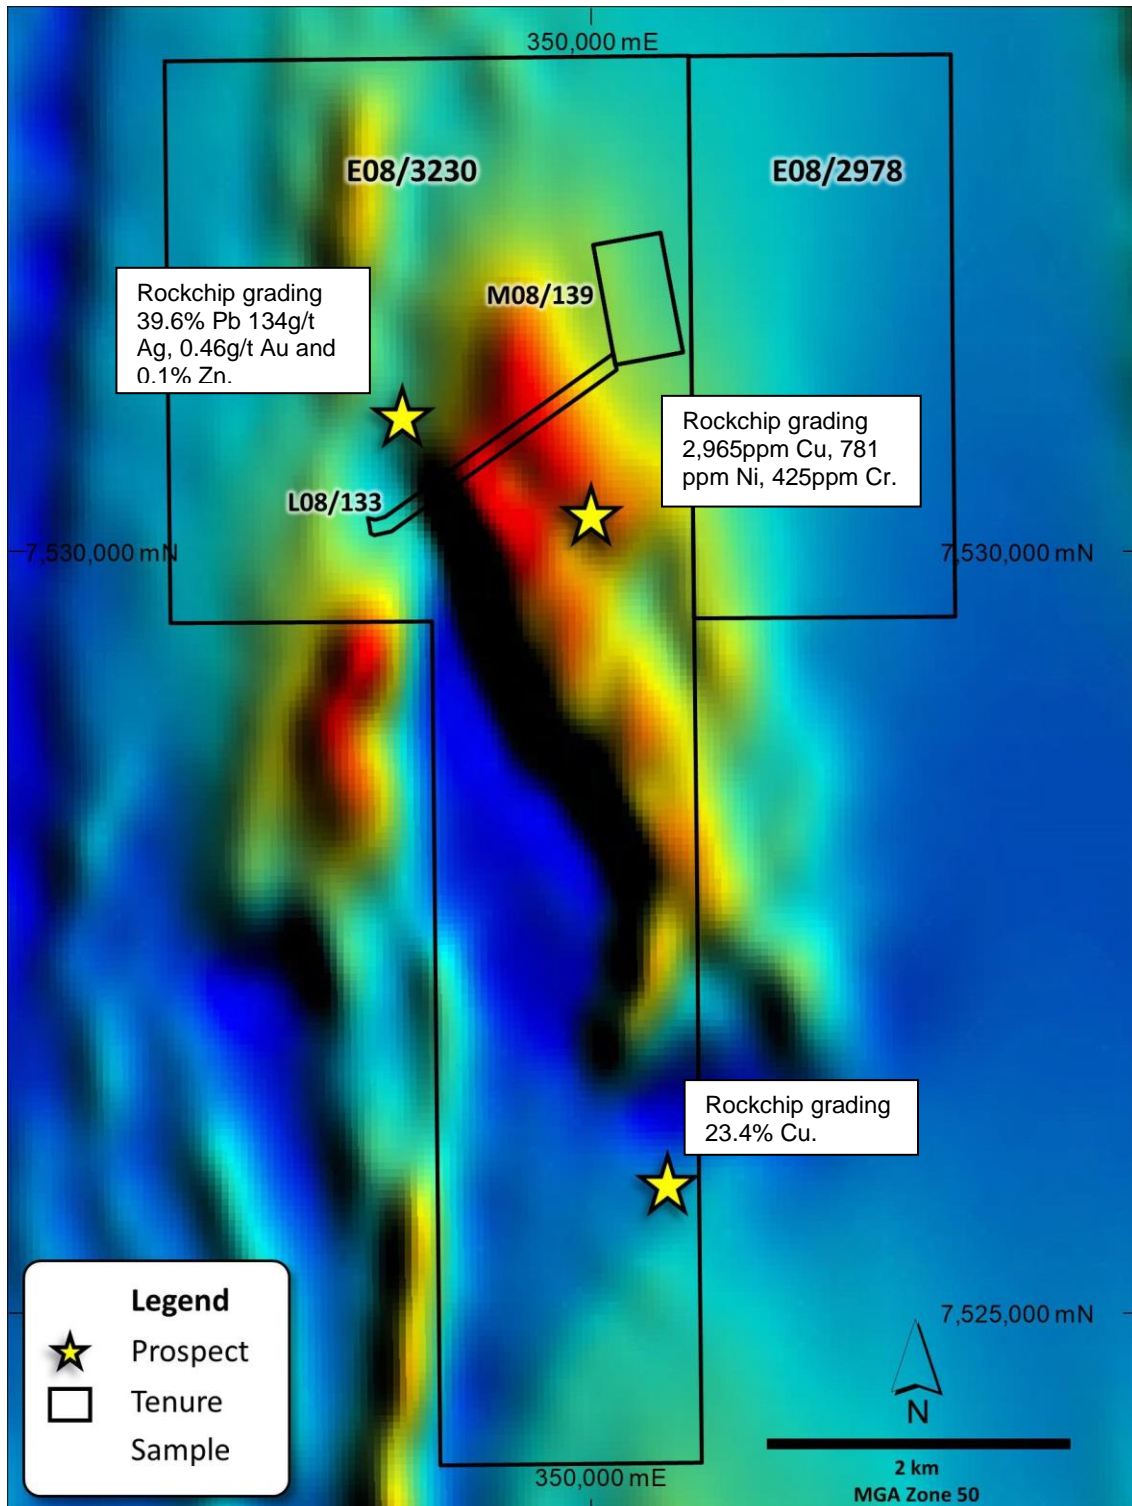 350,000 mE
E08/3230
E08/2978
Rockchip grading
39.6% Pb 134g/t
Ag, 0.46g/t Au and
0.1% Zn.
M08/139
Rockchip grading
2,965ppm Cu, 781
ppm Ni, 425ppm Cr.
L08/133
7,530,000 mN
7,530,000 mN
Rockchip grading
23.4% Cu.
Legend
Prospect
Tenure
Sample
7,525,000 mN
N
2 km
MGA Zone 50
350,000 mE